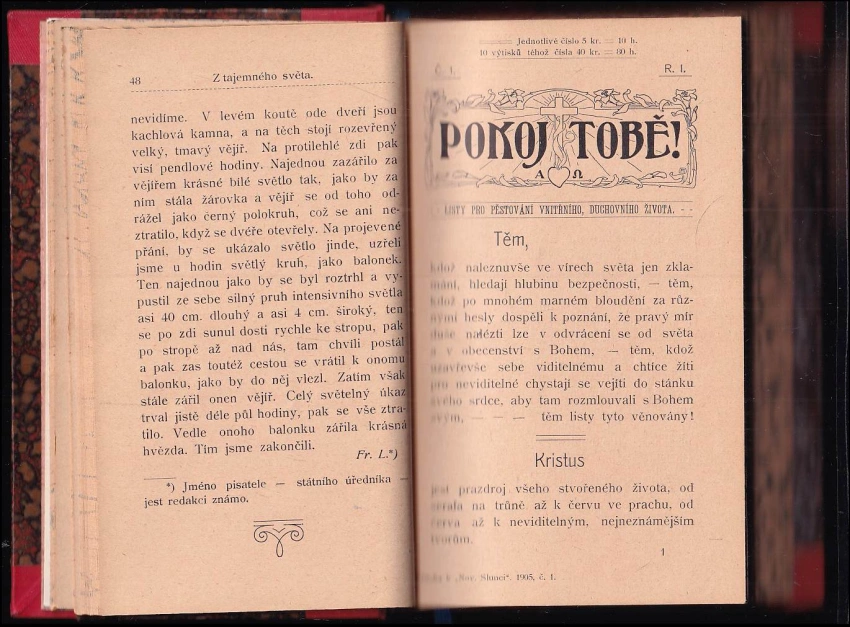 48
Z tajemného světa.
nevidíme. V levém koutě ode dveří jsou
kachlová kamna, a na těch stojí rozevřený
velký, tmavý vějíř. Na protilehlé zdi pak
visí pendlové hodiny. Najednou zazářilo za
vějířem krásné bílé světlo tak, jako by za
ním stála žárovka a vějíř se od toho od-
rážel jako černý polokruh, což se ani ne-
ztratilo, když se dvéře otevřely. Na projevené
přání, by se ukázalo světlo jinde, uzřeli
jsme u hodin světlý kruh, jako balonek.
Ten najednou jako by se byl roztrhl a vy-
pustil ze sebe silný pruh intensivního světla
asi 40 cm. dlouhý a asi 4 cm. široký, ten
se po zdi sunul dosti rychle ke stropu, pak
po stropě až nad nás, tam chvíli postál
a pak zas toutéž cestou se vrátil k onomu
balonku, jako by do něj vlezl. Zatím však
stále zářil onen vějíř. Celý světelný úkaz
trval jistě déle půl hodiny, pak se vše ztra-
tilo. Vedle onoho balonku zářila krásná
hvězda. Tím jsme zakončili.
Fr. L.*)
*) Jméno pisatele — státního úředníka —
jest redakci známo.
Jednotlivé číslo 5 kr. = 10 h.
10 výtisků téhož čísla 40 kr. = 80 h.
Č. 1. R. I.
POKOJ TOBĚ!
Α Ω
LISTY PRO PĚSTOVÁNÍ VNITŘNÍHO, DUCHOVNÍHO ŽIVOTA.
Těm,
kdož naleznuvše ve vírech světa jen zkla-
mání, hledají hlubinu bezpečnosti, — těm,
kdož po mnohém marném bloudění za růz-
nými hesly dospěli k poznání, že pravý mír
duše nalézti lze v odvrácení se od světa
a v obecenství s Bohem, — těm, kdož
uzavřevše sebe viditelnému a chtíce žíti
pro neviditelné chystají se vejíti do stánku
svého srdce, aby tam rozmlouvali s Bohem
svým, — — — těm listy tyto věnovány!
Kristus
jest prazdroj všeho stvořeného života, od
na trůně až k červu ve prachu, od
červa až k neviditelným, nejneznámějším
tvorům.
1
k „Nov. Slunci“. 1905, č. 1.